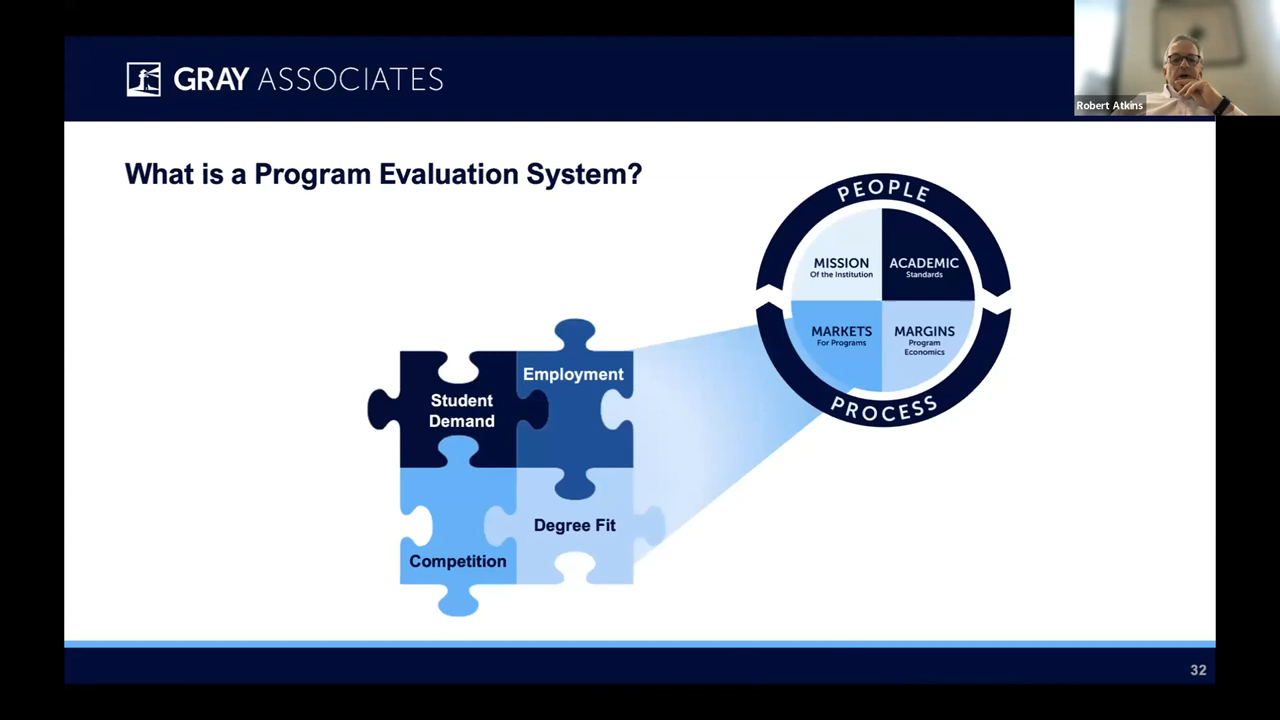 GRAY ASSOCIATES
Robert Atkins
What is a Program Evaluation System?
PEOPLE
MISSION
Of the Institution
ACADEMIC
Standards
MARKETS
For Programs
MARGINS
Program
Economics
PROCESS
Student
Demand
Employment
Competition
Degree Fit
32